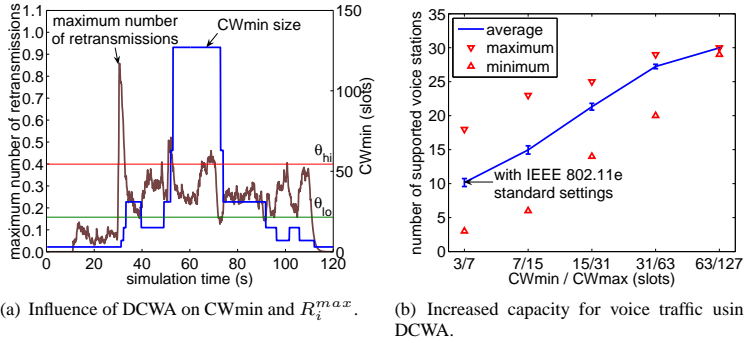 maximum number
of retransmissions
CWmin size
θhi
θlo
1.1
1.0
0.9
0.8
0.7
0.6
0.5
0.4
0.3
0.2
0.1
0.0
maximum number of retransmissions
150
100
50
0
CWmin (slots)
0 20 40 60 80 100 120
simulation time (s)
(a) Influence of DCWA on CWmin and R_i^max.
average
maximum
minimum
with IEEE 802.11e
standard settings
35
30
25
20
15
10
5
0
number of supported voice stations
3/7 7/15 15/31 31/63 63/127
CWmin / CWmax (slots)
(b) Increased capacity for voice traffic usin
DCWA.